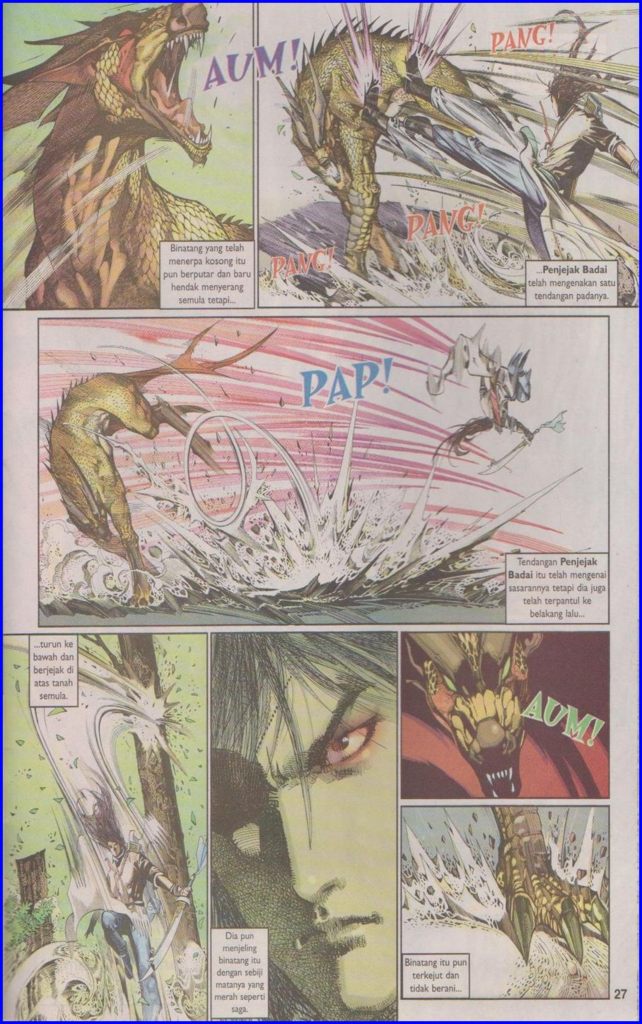 AUM!
Binatang yang telah
menerpa kosong itu
pun berputar dan baru
hendak menyerang
semula tetapi...
PANG!
PANG!
PANG!
...Penjejak Badai
telah mengenakan satu
tendangan padanya.
PAP!
Tendangan Penjejak
Badai itu telah mengenai
sasarannya tetapi dia juga
telah terpantul ke
belakang lalu...
...turun ke
bawah dan
berjejak di
atas tanah
semula.
Dia pun
menjeling
binatang itu
dengan sebiji
matanya yang
merah seperti
saga.
AUM!
Binatang itu pun
terkejut dan
tidak berani...
27